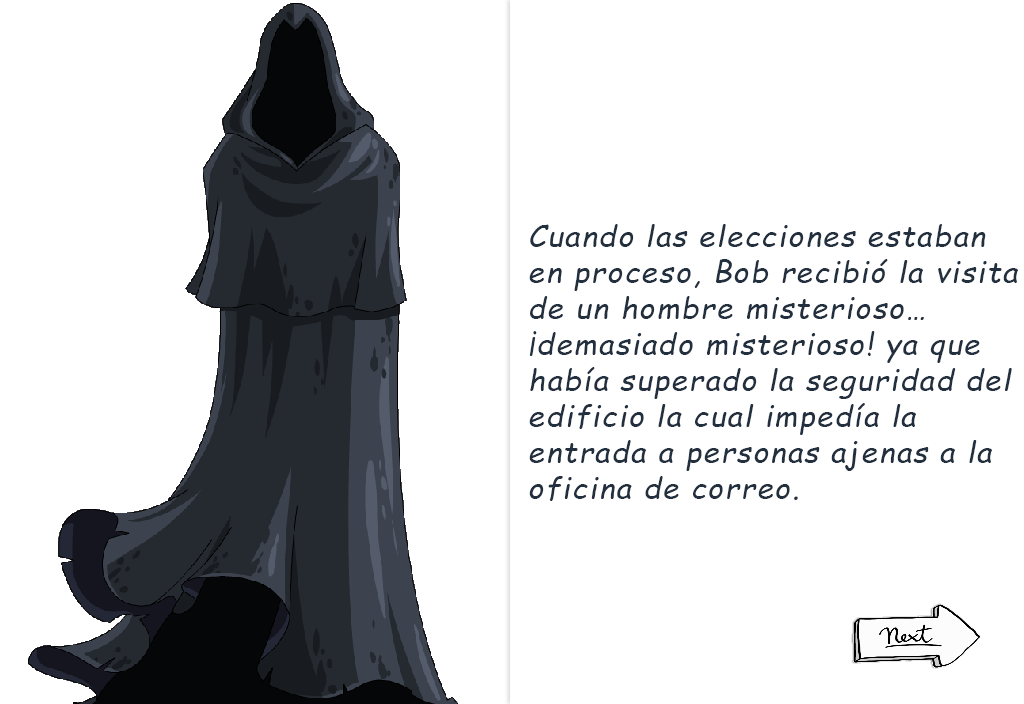 Cuando las elecciones estaban
en proceso, Bob recibió la visita
de un hombre misterioso...
¡demasiado misterioso! ya que
había superado la seguridad del
edificio la cual impedía la
entrada a personas ajenas a la
oficina de correo.
Next